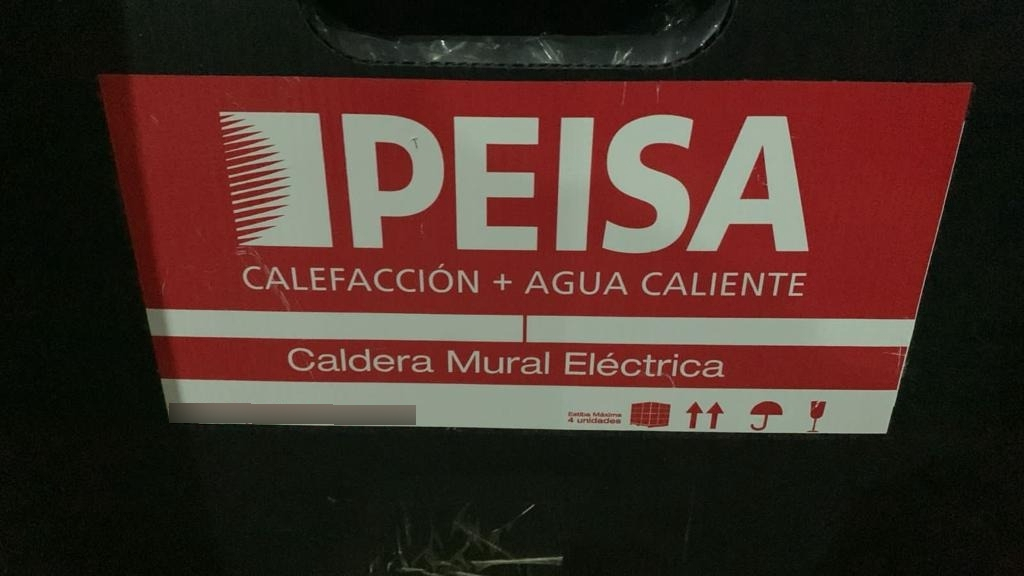 PEISA
CALEFACCIÓN + AGUA CALIENTE
Caldera Mural Eléctrica
Estiba Máxima
4 unidades